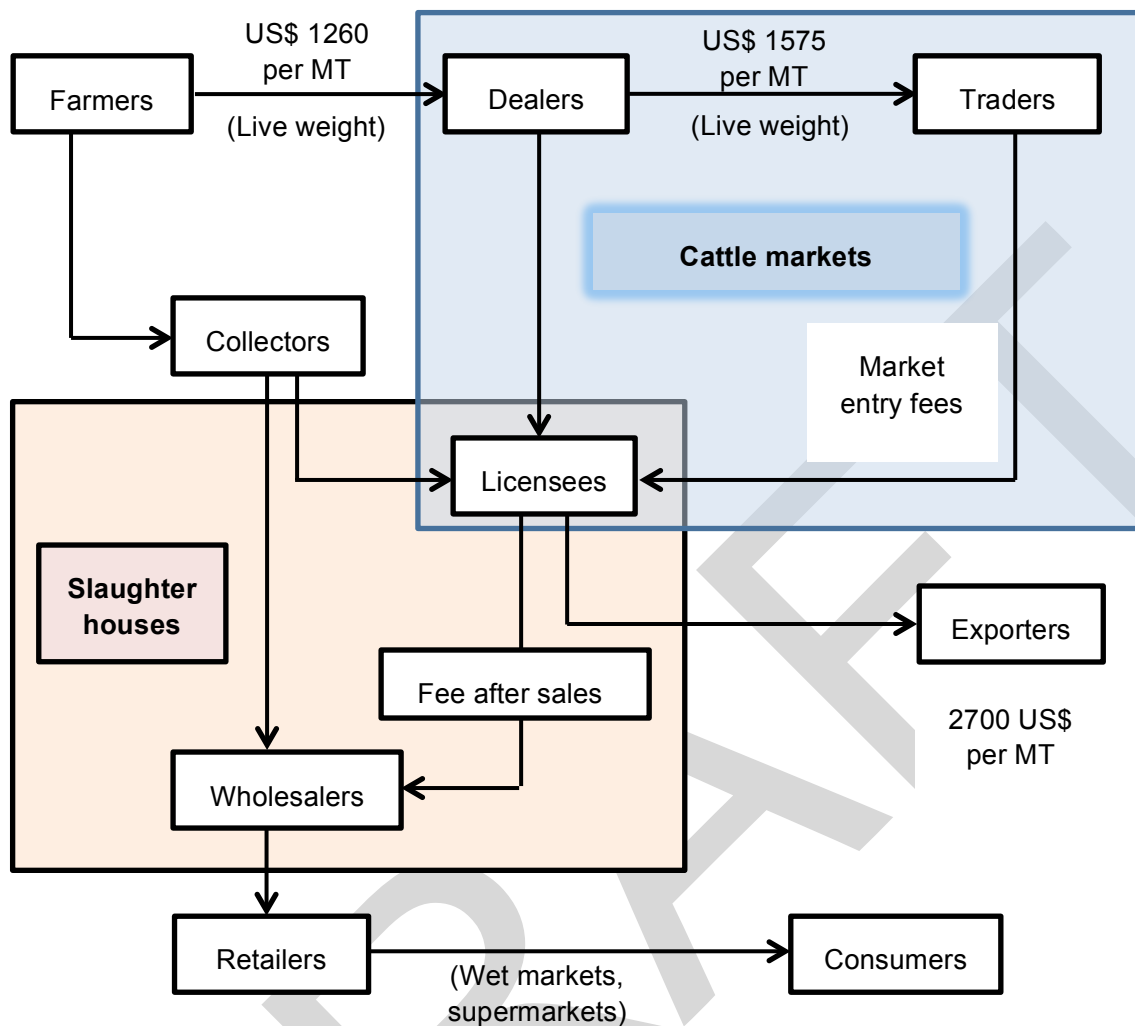 US$ 1260
per MT
US$ 1575
per MT
Farmers
Dealers
Traders
(Live weight)
(Live weight)
Cattle markets
Collectors
Market
entry fees
Licensees
Slaughter
houses
Exporters
Fee after sales
2700 US$
per MT
Wholesalers
Retailers
Consumers
(Wet markets,
supermarkets)
DRAFT